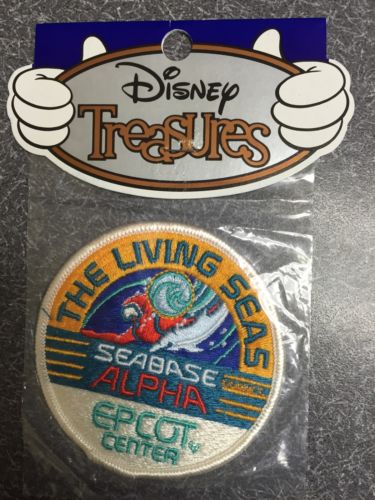 Disney
Treasures
THE LIVING SEAS
SEABASE
ALPHA
EPCOT
CENTER